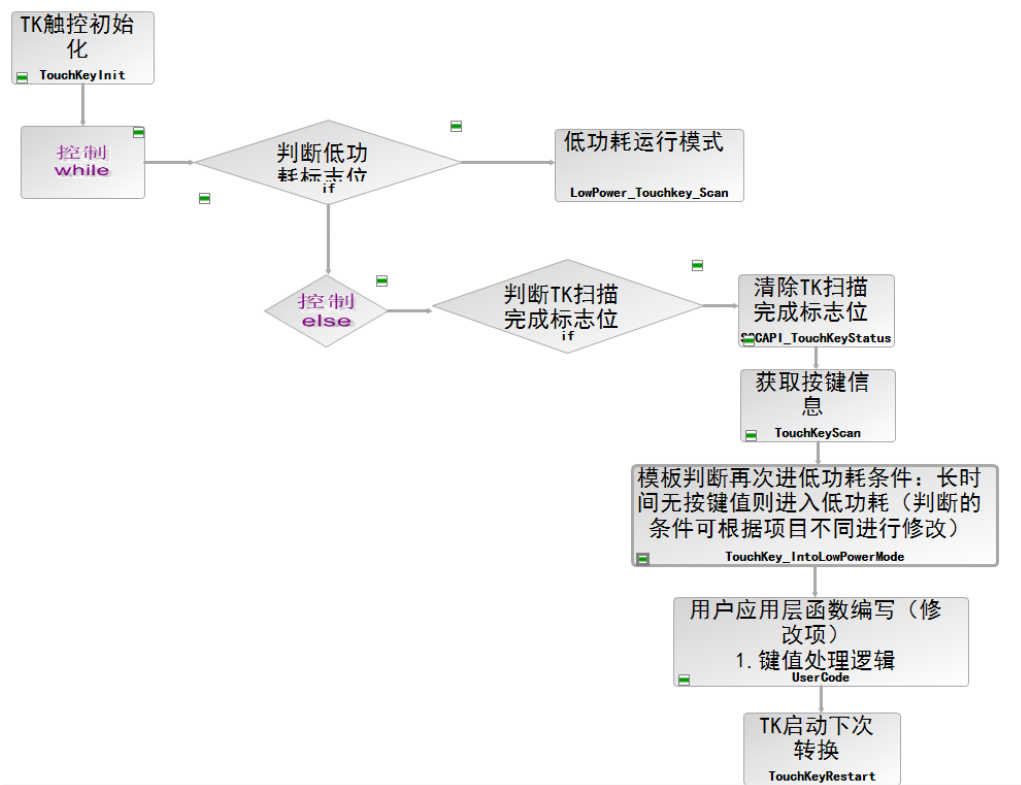 TK触控初始
化
TouchKeyInit
控制
while
判断低功
耗标志位
if
低功耗运行模式
LowPower_Touchkey_Scan
控制
else
判断TK扫描
完成标志位
if
清除TK扫描
完成标志位
SOCAPI_TouchKeyStatus
获取按键信
息
TouchKeyScan
模板判断再次进低功耗条件：长时
间无按键值则进入低功耗（判断的
条件可根据项目不同进行修改）
TouchKey_IntoLowPowerMode
用户应用层函数编写（修
改项）
1.键值处理逻辑
UserCode
TK启动下次
转换
TouchKeyRestart